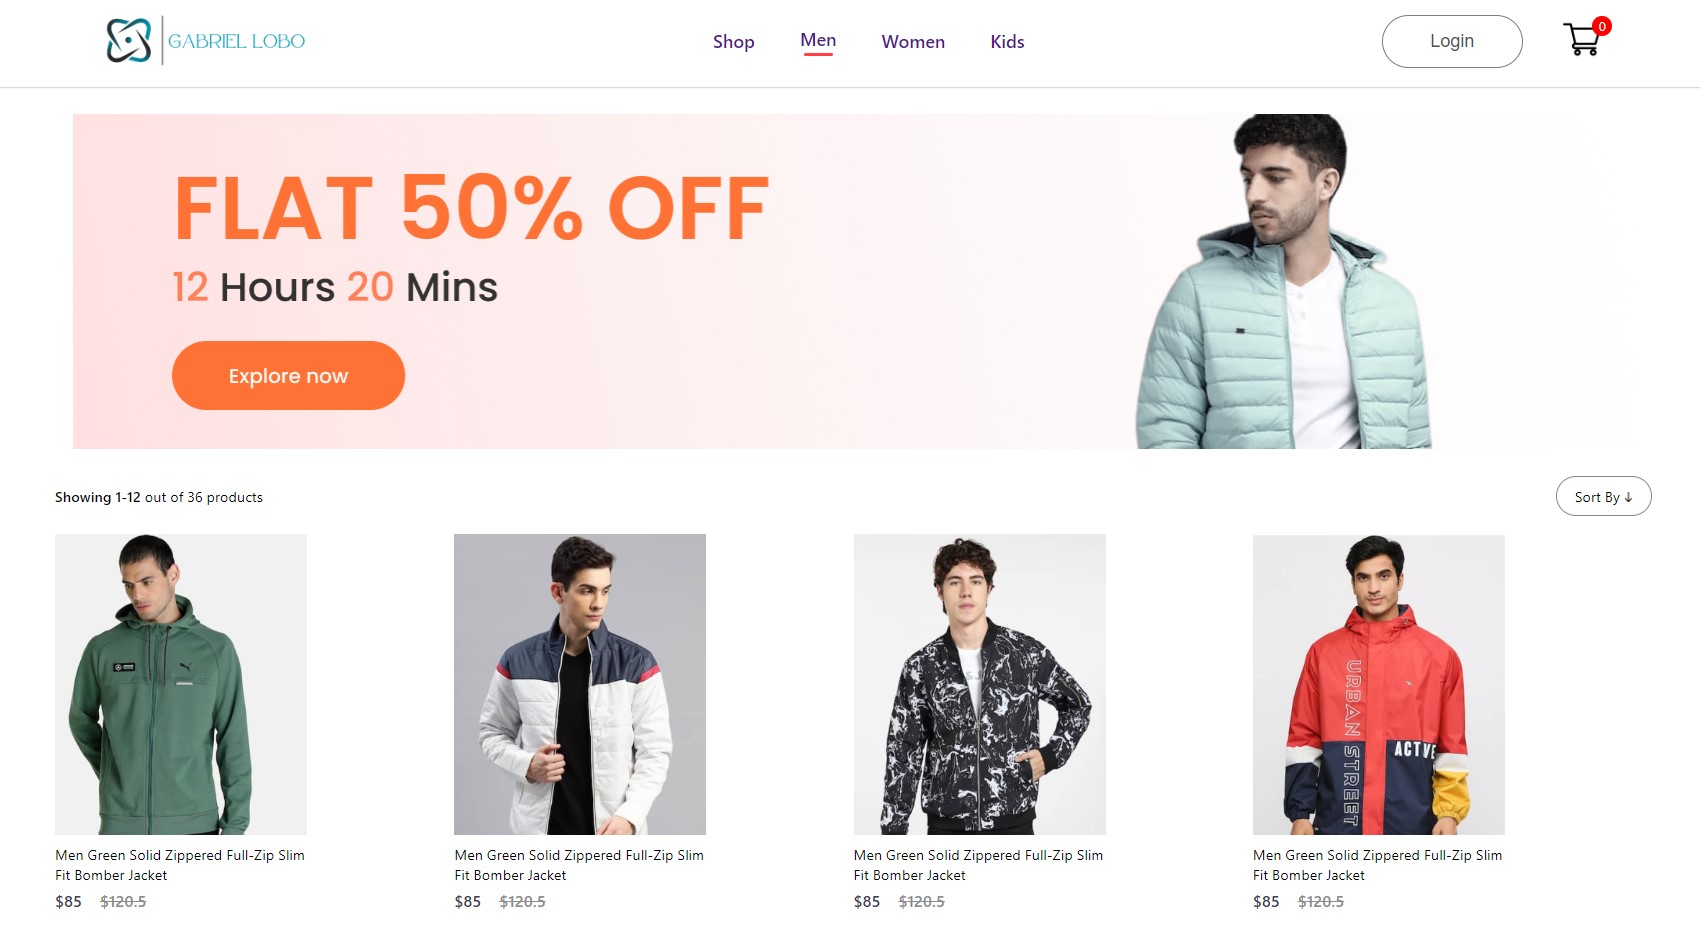 GABRIEL LOBO
Shop Men Women Kids
Login
0
FLAT 50% OFF
12 Hours 20 Mins
Explore now
Showing 1-12 out of 36 products
Sort By ↓
URBAN STREET
ACTVE
Men Green Solid Zippered Full-Zip Slim
Fit Bomber Jacket
$85 $120.5
Men Green Solid Zippered Full-Zip Slim
Fit Bomber Jacket
$85 $120.5
Men Green Solid Zippered Full-Zip Slim
Fit Bomber Jacket
$85 $120.5
Men Green Solid Zippered Full-Zip Slim
Fit Bomber Jacket
$85 $120.5